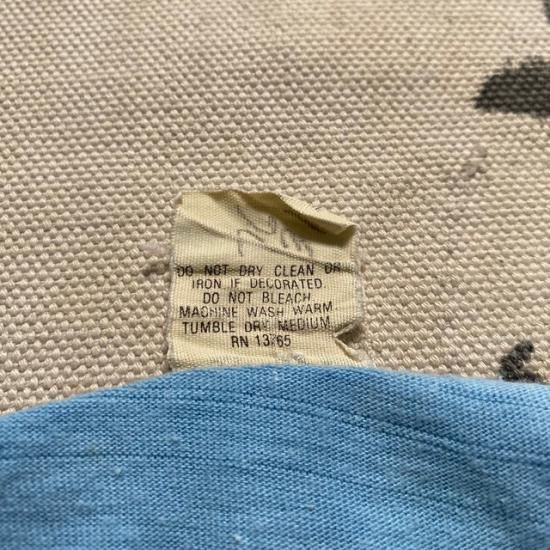 DO NOT DRY CLEAN OR
IRON IF DECORATED
DO NOT BLEACH
MACHINE WASH WARM
TUMBLE DRY MEDIUM
RN 13765